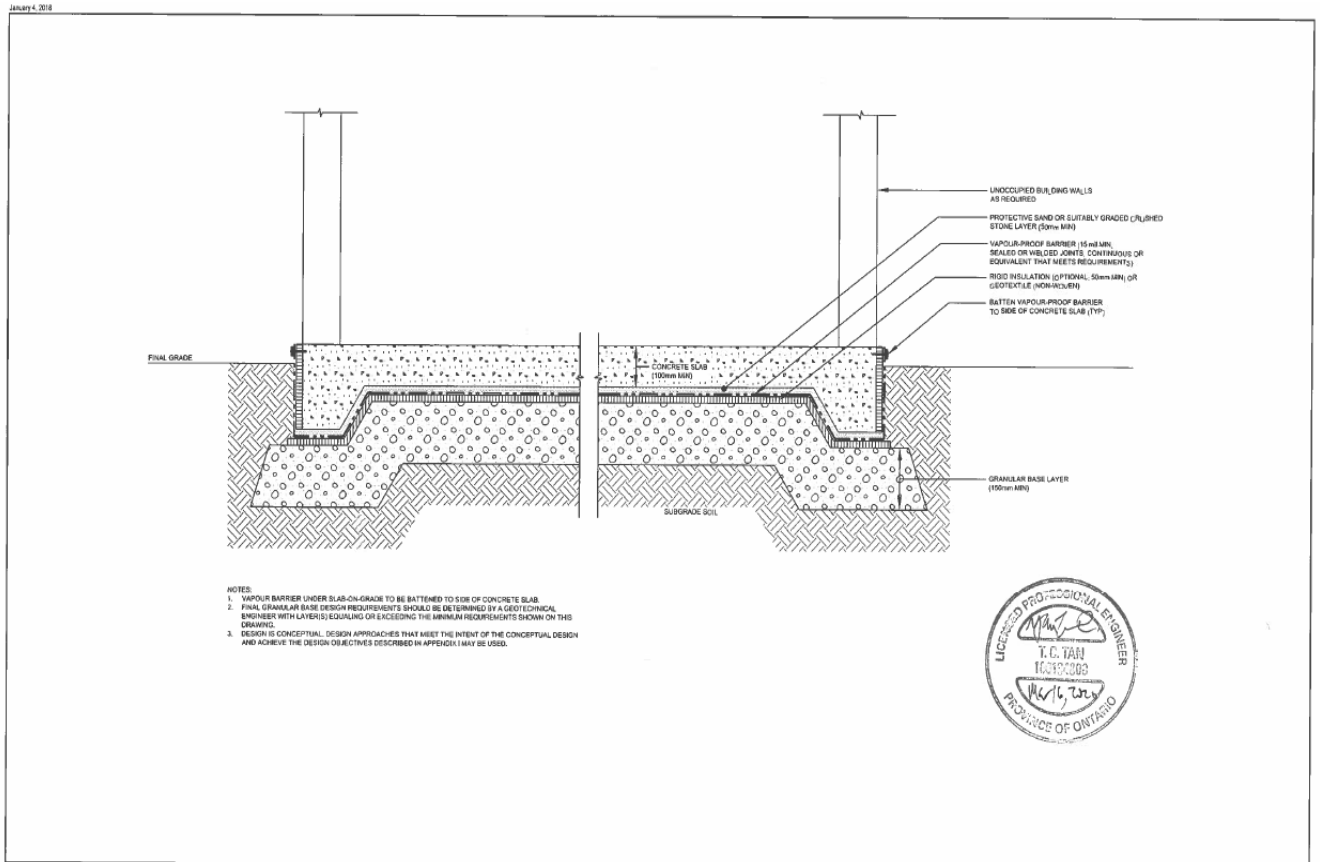 January 4, 2018
UNOCCUPIED BUILDING WALLS
AS REQUIRED
PROTECTIVE SAND OR SUITABLY GRADED CRUSHED
STONE LAYER (50mm MIN)
VAPOUR-PROOF BARRIER (15 mil MIN,
SEALED OR WELDED JOINTS, CONTINUOUS OR
EQUIVALENT THAT MEETS REQUIREMENTS)
RIGID INSULATION (OPTIONAL, 50mm MIN) OR
GEOTEXTILE (NON-WOVEN)
BATTEN VAPOUR-PROOF BARRIER
TO SIDE OF CONCRETE SLAB (TYP)
FINAL GRADE
CONCRETE SLAB
(100mm MIN)
GRANULAR BASE LAYER
(150mm MIN)
SUBGRADE SOIL
NOTES:
1. VAPOUR BARRIER UNDER SLAB-ON-GRADE TO BE BATTENED TO SIDE OF CONCRETE SLAB.
2. FINAL GRANULAR BASE DESIGN REQUIREMENTS SHOULD BE DETERMINED BY A GEOTECHNICAL
ENGINEER WITH LAYER(S) EQUALING OR EXCEEDING THE MINIMUM REQUIREMENTS SHOWN ON THIS
DRAWING.
3. DESIGN IS CONCEPTUAL. DESIGN APPROACHES THAT MEET THE INTENT OF THE CONCEPTUAL DESIGN
AND ACHIEVE THE DESIGN OBJECTIVES DESCRIBED IN APPENDIX I MAY BE USED.
LICENSED PROFESSIONAL ENGINEER
T. C. TAN
PROVINCE OF ONTARIO